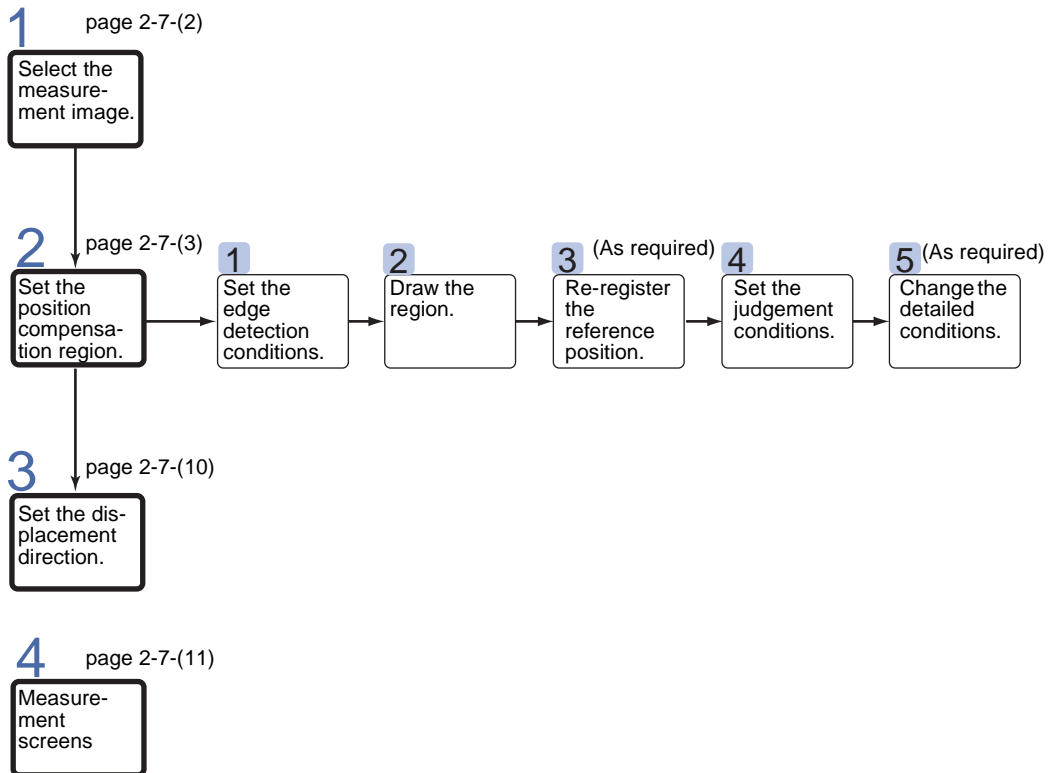 1 page 2-7-(2)
Select the
measure-
ment image.
2 page 2-7-(3)
Set the
position
compensa-
tion region.
1
Set the
edge
detection
conditions.
2
Draw the
region.
3 (As required)
Re-register
the
reference
position.
4
Set the
judgement
conditions.
5 (As required)
Change the
detailed
conditions.
3 page 2-7-(10)
Set the dis-
placement
direction.
4 page 2-7-(11)
Measure-
ment
screens